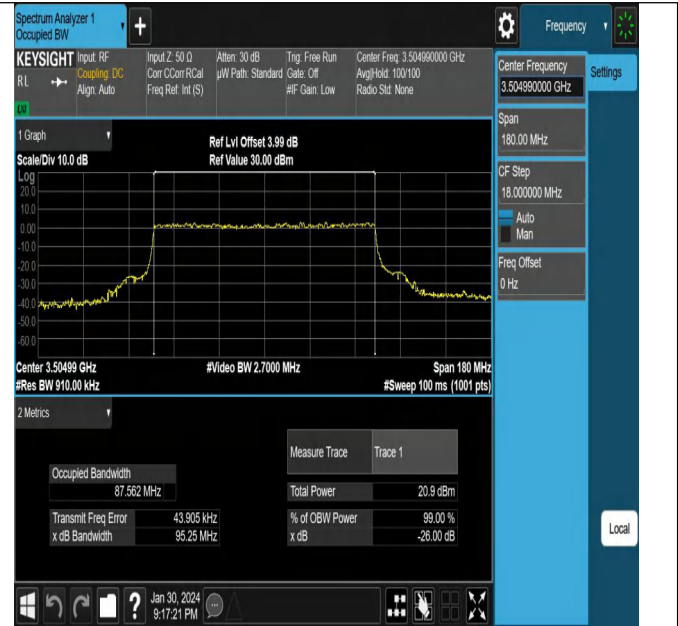 Spectrum Analyzer 1
Occupied BW
+
Frequency
KEYSIGHT
RL
LXI
Input: RF
Coupling: DC
Align: Auto
Input Z: 50 Ω
Corr CCorr RCal
Freq Ref: Int (S)
Atten: 30 dB
µW Path: Standard
Trig: Free Run
Gate: Off
#IF Gain: Low
Center Freq: 3.504990000 GHz
Avg|Hold: 100/100
Radio Std: None
Center Frequency
3.504990000 GHz
Settings
Span
180.00 MHz
CF Step
18.000000 MHz
Auto
Man
Freq Offset
0 Hz
Local
1 Graph
Scale/Div 10.0 dB
Ref Lvl Offset 3.99 dB
Ref Value 30.00 dBm
Log
20.0
10.0
0.00
-10.0
-20.0
-30.0
-40.0
-50.0
-60.0
Center 3.50499 GHz
#Video BW 2.7000 MHz
Span 180 MHz
#Res BW 910.00 kHz
#Sweep 100 ms (1001 pts)
2 Metrics
Measure Trace Trace 1
Occupied Bandwidth
87.562 MHz
Total Power 20.9 dBm
Transmit Freq Error 43.905 kHz
% of OBW Power 99.00 %
x dB Bandwidth 95.25 MHz
x dB -26.00 dB
?
Jan 30, 2024
9:17:21 PM